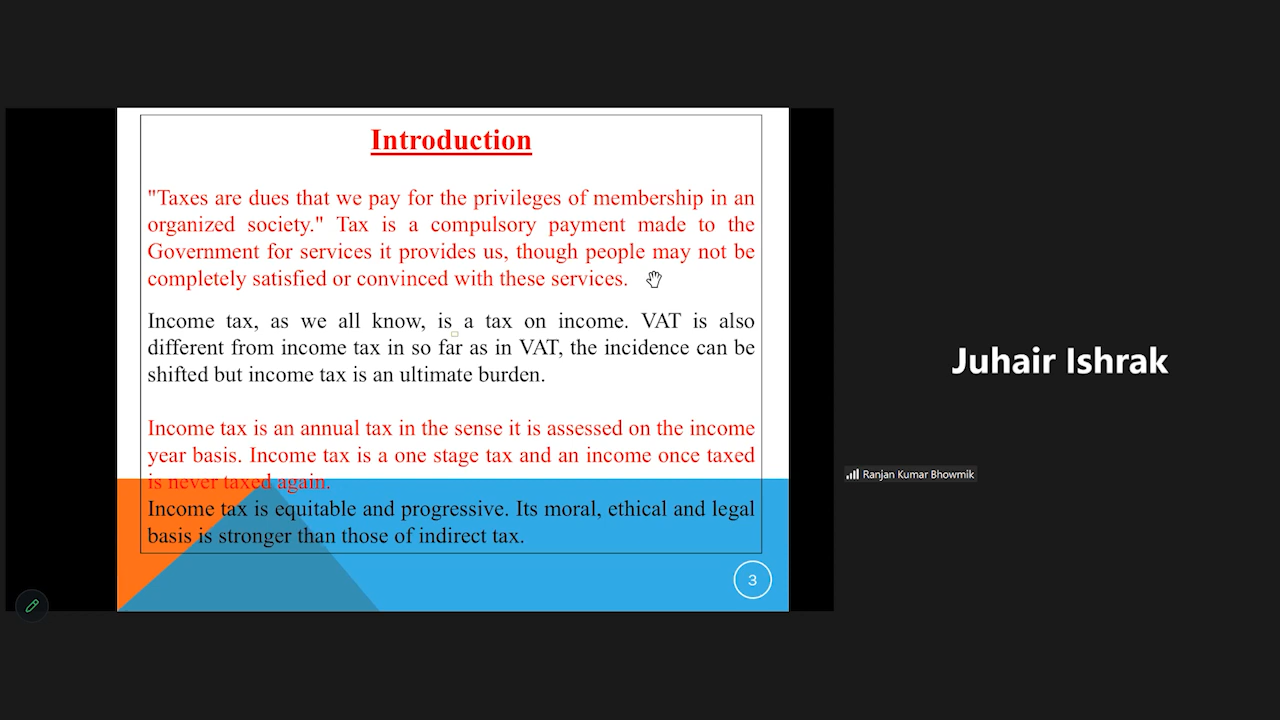 Introduction
"Taxes are dues that we pay for the privileges of membership in an
organized society." Tax is a compulsory payment made to the
Government for services it provides us, though people may not be
completely satisfied or convinced with these services.
Income tax, as we all know, is a tax on income. VAT is also
different from income tax in so far as in VAT, the incidence can be
shifted but income tax is an ultimate burden.
Income tax is an annual tax in the sense it is assessed on the income
year basis. Income tax is a one stage tax and an income once taxed
is never taxed again.
Income tax is equitable and progressive. Its moral, ethical and legal
basis is stronger than those of indirect tax.
3
Juhair Ishrak
Ranjan Kumar Bhowmik